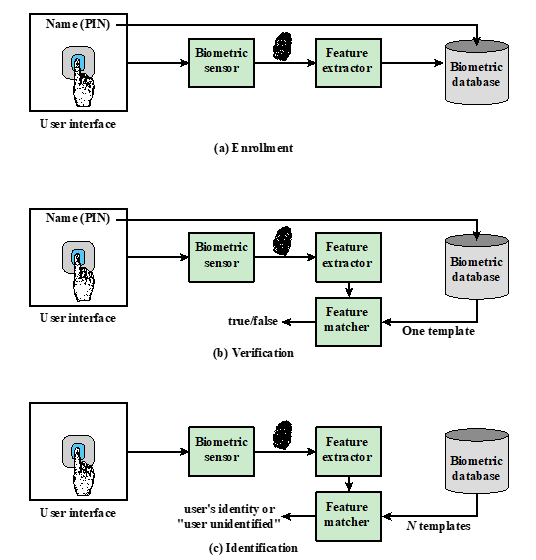 Name (PIN)
Biometric
sensor
Feature
extractor
Biometric
database
User interface
(a) Enrollment
Name (PIN)
Biometric
sensor
Feature
extractor
Biometric
database
User interface
Feature
matcher
true/false
One template
(b) Verification
Biometric
sensor
Feature
extractor
Biometric
database
User interface
Feature
matcher
user's identity or
"user unidentified"
N templates
(c) Identification